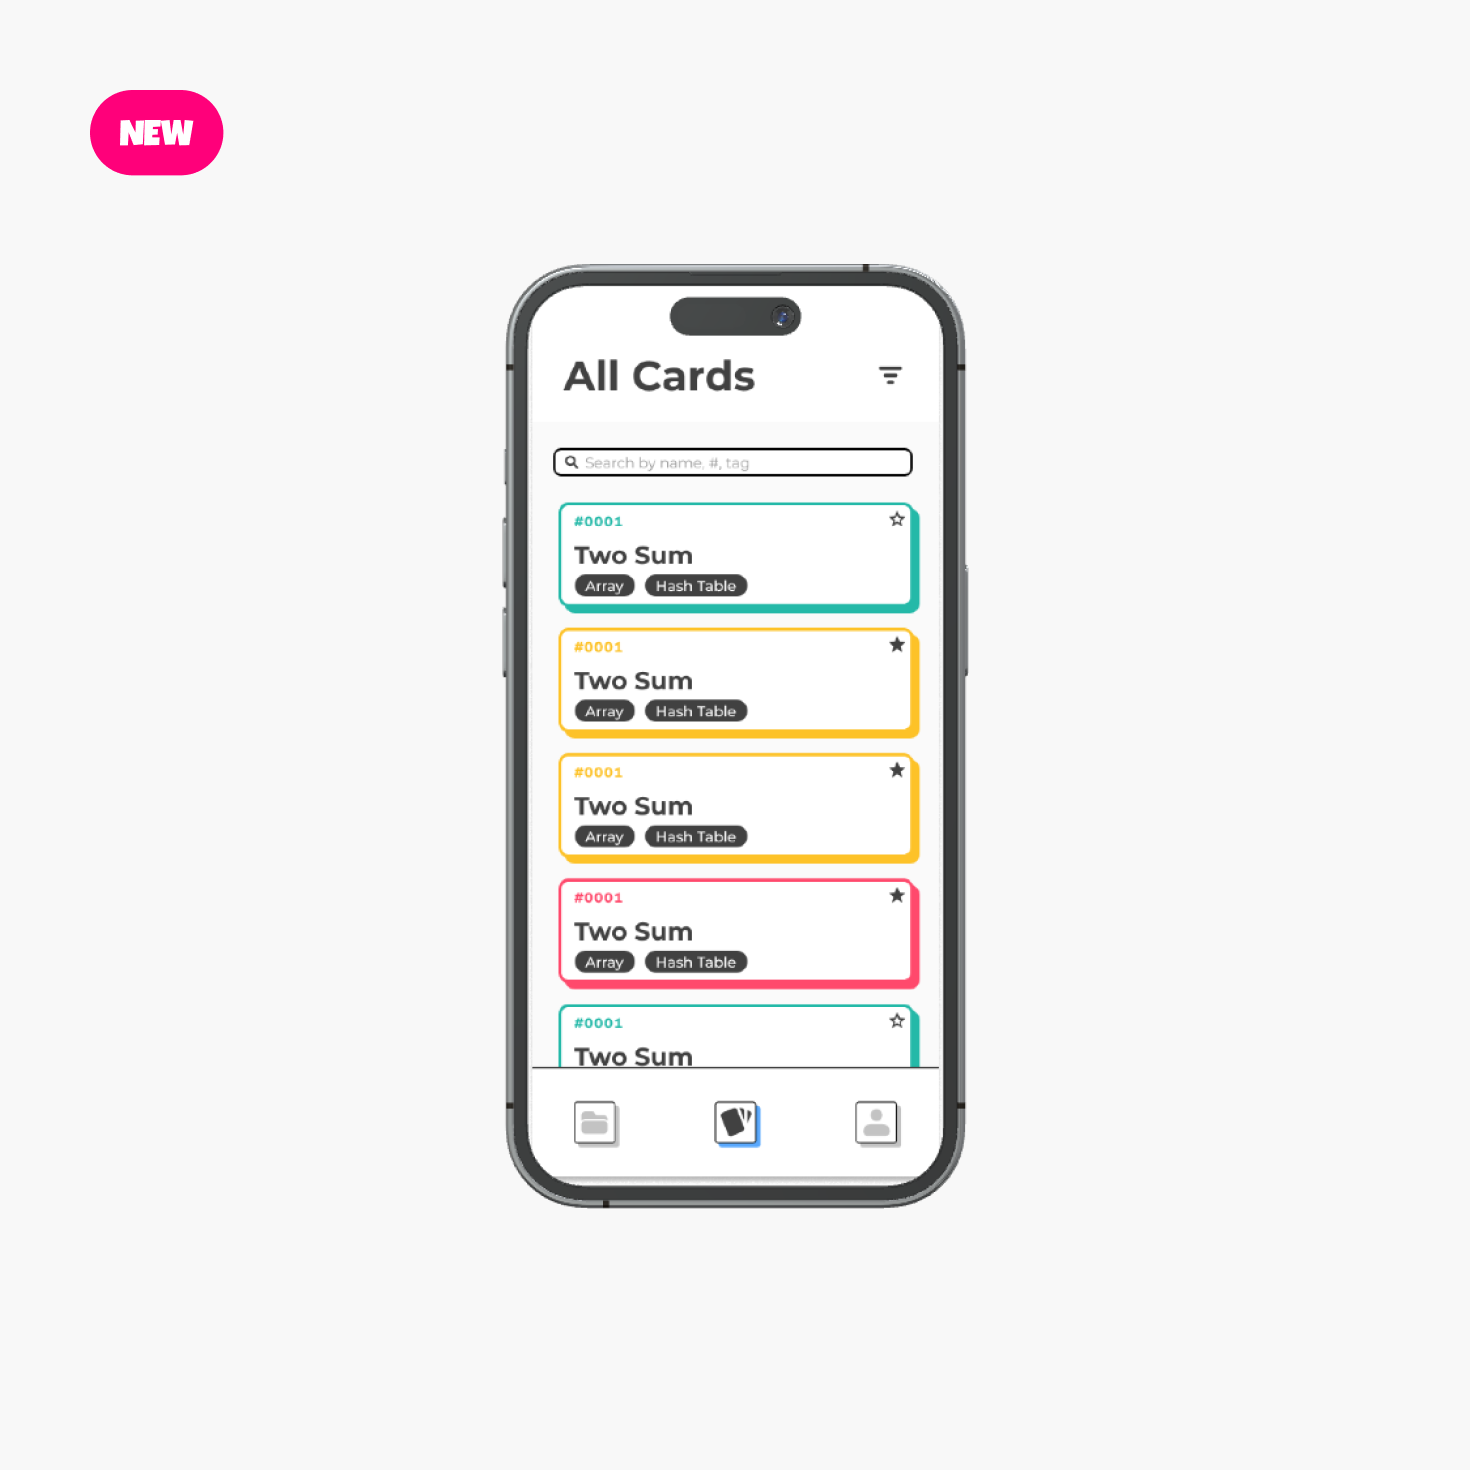 NEW
All Cards
Search by name, #, tag
#0001
Two Sum
Array Hash Table
#0001
Two Sum
Array Hash Table
#0001
Two Sum
Array Hash Table
#0001
Two Sum
Array Hash Table
#0001
Two Sum